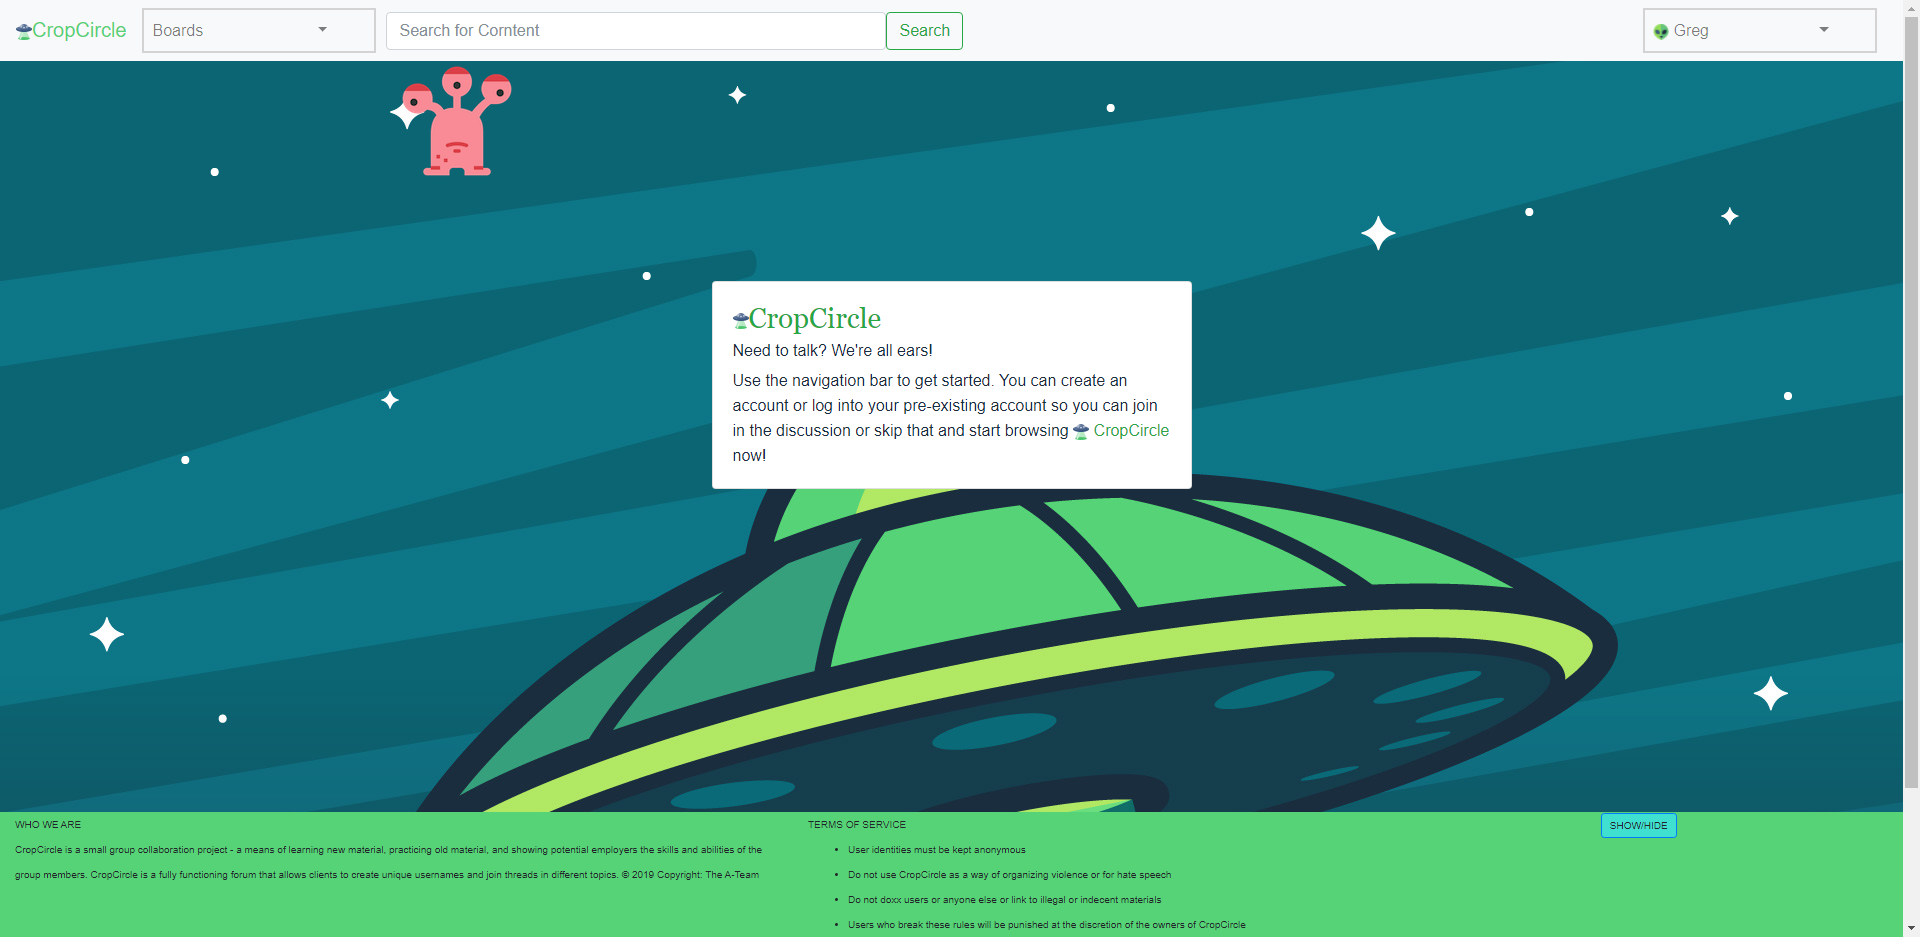 CropCircle
Boards
Search for Corntent
Search
Greg
CropCircle
Need to talk? We're all ears!
Use the navigation bar to get started. You can create an
account or log into your pre-existing account so you can join
in the discussion or skip that and start browsing CropCircle
now!
WHO WE ARE
CropCircle is a small group collaboration project - a means of learning new material, practicing old material, and showing potential employers the skills and abilities of the
group members. CropCircle is a fully functioning forum that allows clients to create unique usernames and join threads in different topics. © 2019 Copyright: The A-Team
TERMS OF SERVICE
• User identities must be kept anonymous
• Do not use CropCircle as a way of organizing violence or for hate speech
• Do not doxx users or anyone else or link to illegal or indecent materials
• Users who break these rules will be punished at the discretion of the owners of CropCircle
SHOW/HIDE